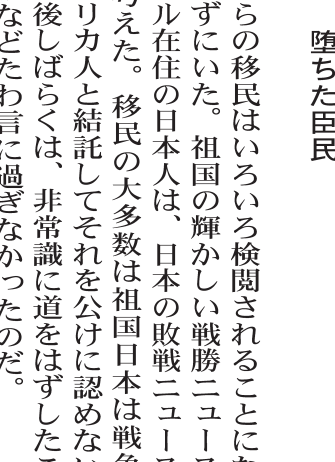 堕ちた臣民
らの移民はいろいろ検閲されることにな
ずにいた。祖国の輝かしい戦勝ニュース
ル在住の日本人は、日本の敗戦ニュース
考えた。移民の大多数は祖国日本は戦争
リカ人と結託してそれを公けに認めない
後しばらくは、非常識に道をはずしたこ
などたわ言に過ぎなかったのだ。